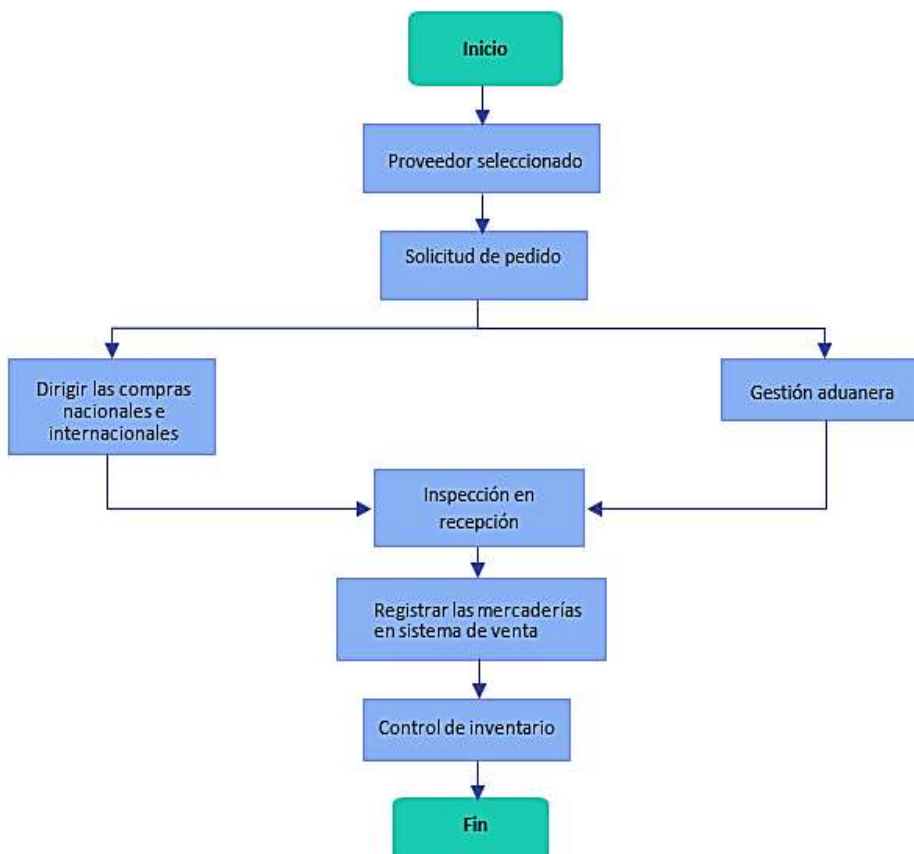 Inicio
Proveedor seleccionado
Solicitud de pedido
Dirigir las compras
nacionales e
internacionales
Gestión aduanera
Inspección en
recepción
Registrar las mercaderías
en sistema de venta
Control de inventario
Fin